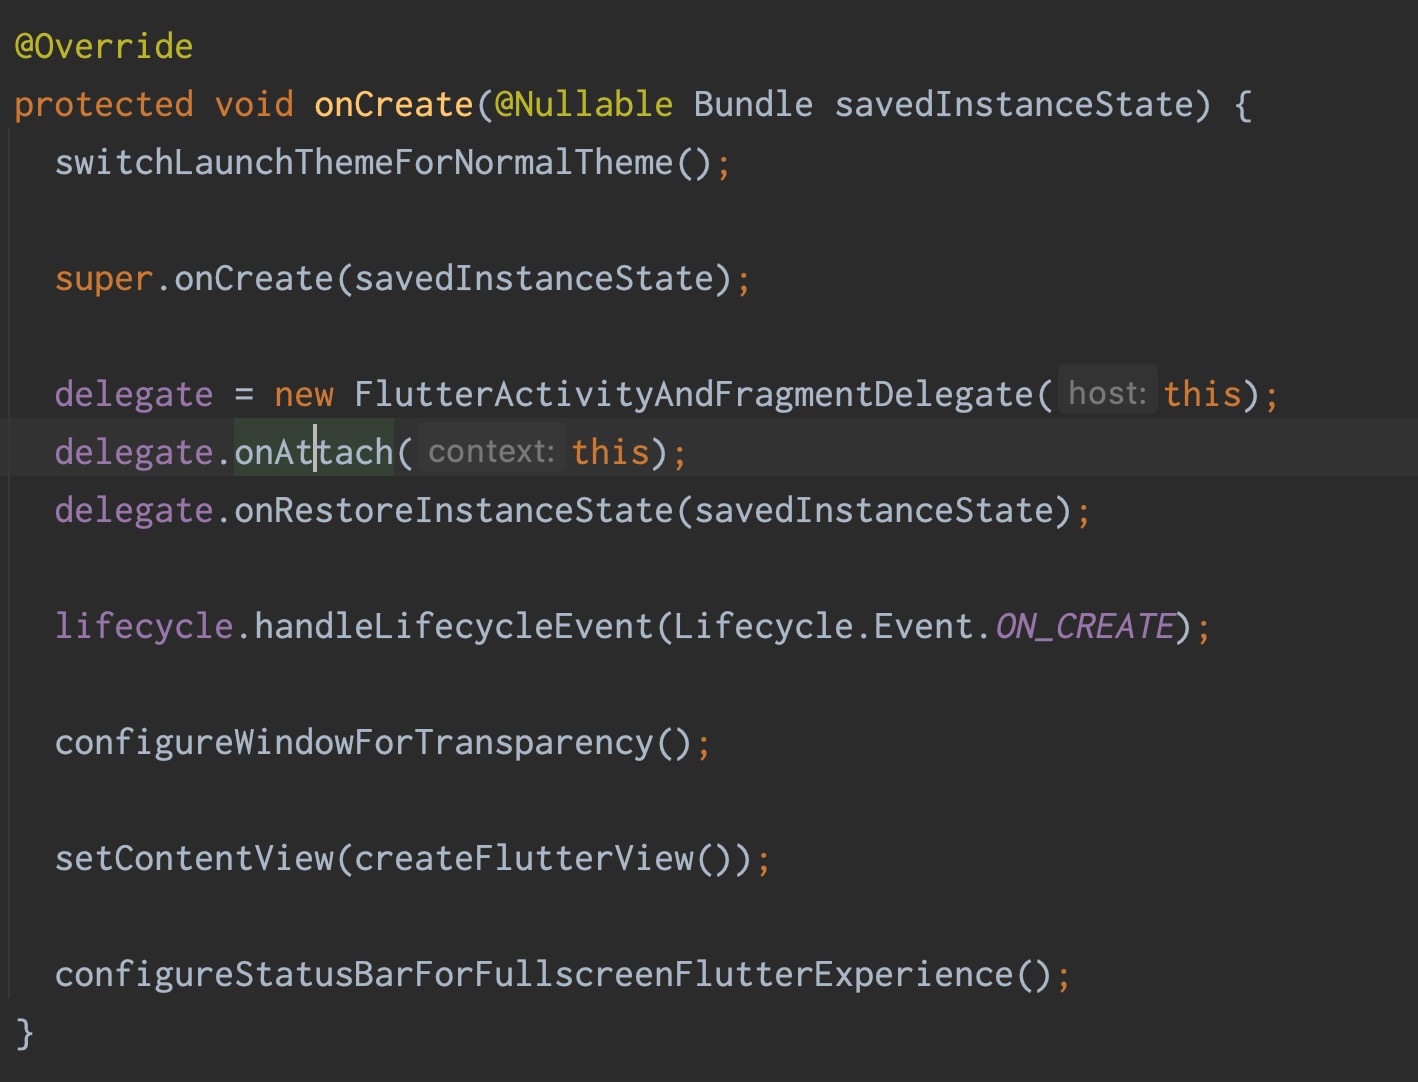 @Override
protected void onCreate(@Nullable Bundle savedInstanceState) {
switchLaunchThemeForNormalTheme();
super.onCreate(savedInstanceState);
delegate = new FlutterActivityAndFragmentDelegate( host: this);
delegate.onAttach( context: this);
delegate.onRestoreInstanceState(savedInstanceState);
lifecycle.handleLifecycleEvent(Lifecycle.Event.ON_CREATE);
configureWindowForTransparency();
setContentView(createFlutterView());
configureStatusBarForFullscreenFlutterExperience();
}